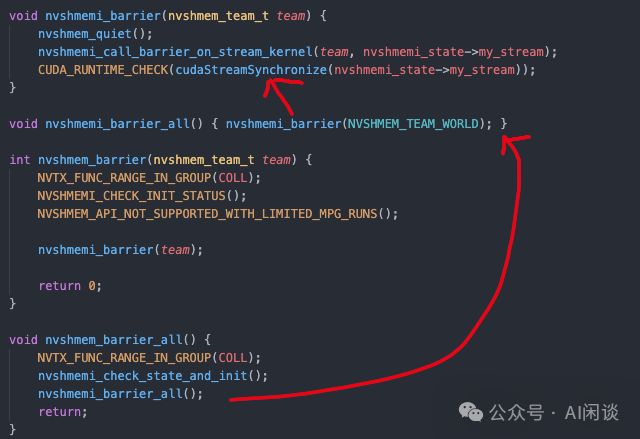 void nvshmemi_barrier(nvshmem_team_t team) {
    nvshmem_quiet();
    nvshmemi_call_barrier_on_stream_kernel(team, nvshmemi_state->my_stream);
    CUDA_RUNTIME_CHECK(cudaStreamSynchronize(nvshmemi_state->my_stream));
}
void nvshmemi_barrier_all() { nvshmemi_barrier(NVSHMEM_TEAM_WORLD); }
int nvshmem_barrier(nvshmem_team_t team) {
    NVTX_FUNC_RANGE_IN_GROUP(COLL);
    NVSHMEMI_CHECK_INIT_STATUS();
    NVSHMEM_API_NOT_SUPPORTED_WITH_LIMITED_MPG_RUNS();
    nvshmemi_barrier(team);
    return 0;
}
void nvshmem_barrier_all() {
    NVTX_FUNC_RANGE_IN_GROUP(COLL);
    nvshmemi_check_state_and_init();
    nvshmemi_barrier_all();
    return;
}
公众号 · AI闲谈